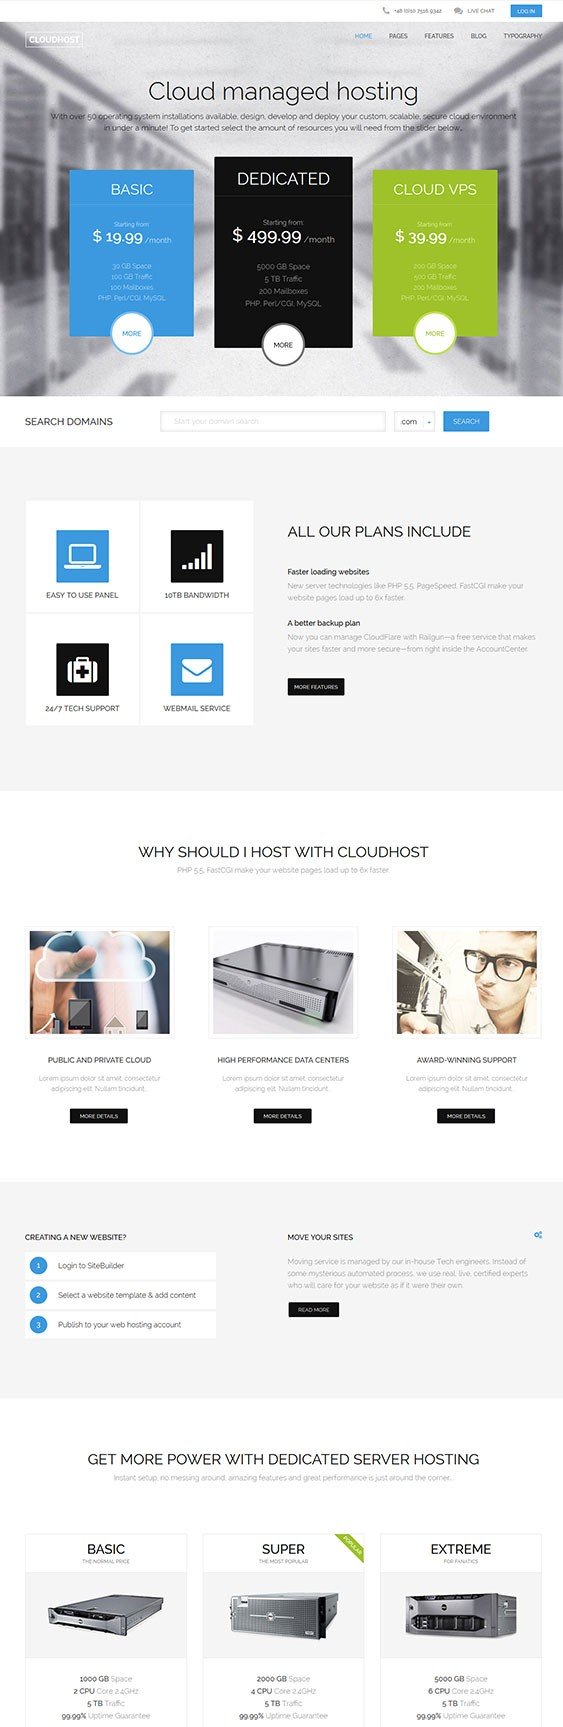 +48 (0)10 7516 9342 LIVE CHAT LOG IN
CLOUDHOST HOME PAGES FEATURES BLOG TYPOGRAPHY
Cloud managed hosting
With over 50 operating system installations available, design, develop and deploy your custom, scalable, secure cloud environment
in under a minute! To get started select the amount of resources you will need from the slider below.
BASIC
Starting from:
$ 19.99 /month
30 GB Space
100 GB Traffic
100 Mailboxes
PHP, Perl/CGI, MySQL
MORE
DEDICATED
Starting from:
$ 499.99 /month
5000 GB Space
5 TB Traffic
200 Mailboxes
PHP, Perl/CGI, MySQL
MORE
CLOUD VPS
Starting from:
$ 39.99 /month
200 GB Space
500 GB Traffic
200 Mailboxes
PHP, Perl/CGI, MySQL
MORE
SEARCH DOMAINS Start your domain search .com SEARCH
EASY TO USE PANEL
10TB BANDWIDTH
24/7 TECH SUPPORT
WEBMAIL SERVICE
ALL OUR PLANS INCLUDE
Faster loading websites
New server technologies like PHP 5.5, PageSpeed, FastCGI make your
website pages load up to 6x faster.
A better backup plan
Now you can manage CloudFlare with Railgun—a free service that makes
your sites faster and more secure—from right inside the AccountCenter.
MORE FEATURES
WHY SHOULD I HOST WITH CLOUDHOST
PHP 5.5, FastCGI make your website pages load up to 6x faster.
PUBLIC AND PRIVATE CLOUD
Lorem ipsum dolor sit amet, consectetur
adipiscing elit. Nullam tincidunt.
MORE DETAILS
HIGH PERFORMANCE DATA CENTERS
Lorem ipsum dolor sit amet, consectetur
adipiscing elit. Nullam tincidunt.
MORE DETAILS
AWARD-WINNING SUPPORT
Lorem ipsum dolor sit amet, consectetur
adipiscing elit. Nullam tincidunt.
MORE DETAILS
CREATING A NEW WEBSITE?
1 Login to SiteBuilder
2 Select a website template & add content
3 Publish to your web hosting account
MOVE YOUR SITES
Moving service is managed by our in-house Tech engineers. Instead of
some mysterious automated process, we use real, live, certified experts
who will care for your website as if it were their own.
READ MORE
GET MORE POWER WITH DEDICATED SERVER HOSTING
Instant setup, no messing around, amazing features and great performance is just around the corner.
BASIC
THE NORMAL PRICE
1000 GB Space
2 CPU Core 2.4GHz
5 TB Traffic
99.99% Uptime Guarantee
SUPER
THE MOST POPULAR
POPULAR
2000 GB Space
4 CPU Core 2.4GHz
5 TB Traffic
99.99% Uptime Guarantee
EXTREME
FOR FANATICS
5000 GB Space
6 CPU Core 2.4GHz
5 TB Traffic
99.99% Uptime Guarantee